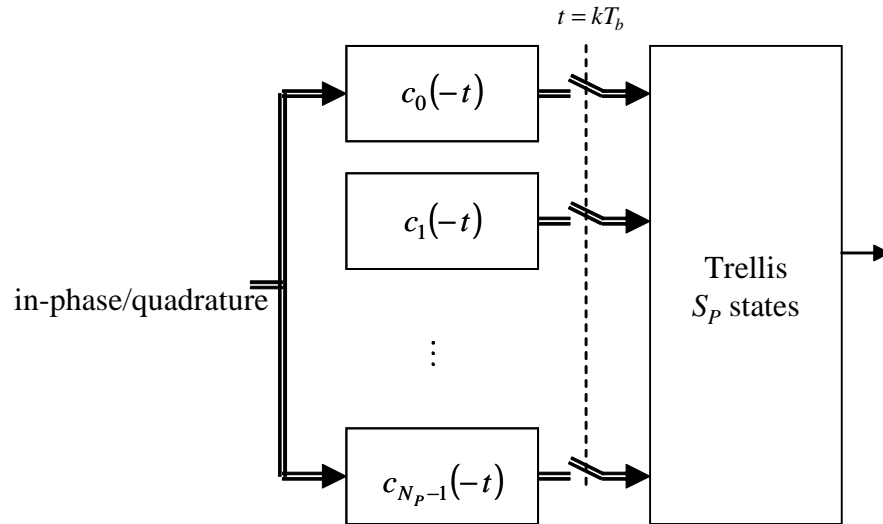 t = kT_b
c_0(−t)
c_1(−t)
in-phase/quadrature
⋮
c_{N_P−1}(−t)
Trellis
S_P states